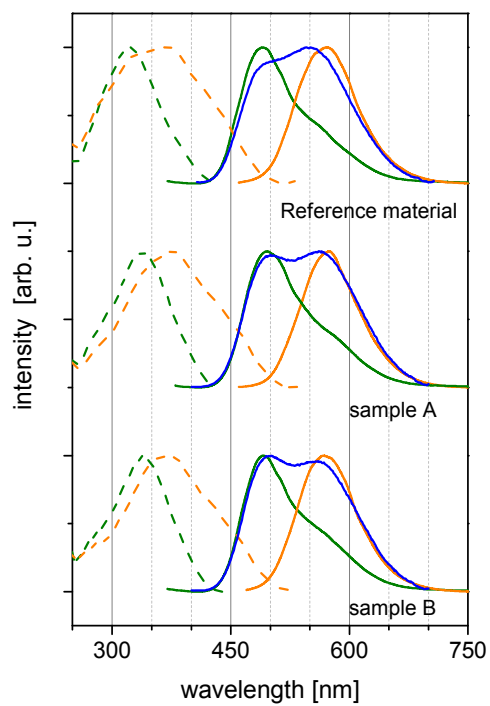 Reference material
sample A
sample B
intensity [arb. u.]
300 450 600 750
wavelength [nm]